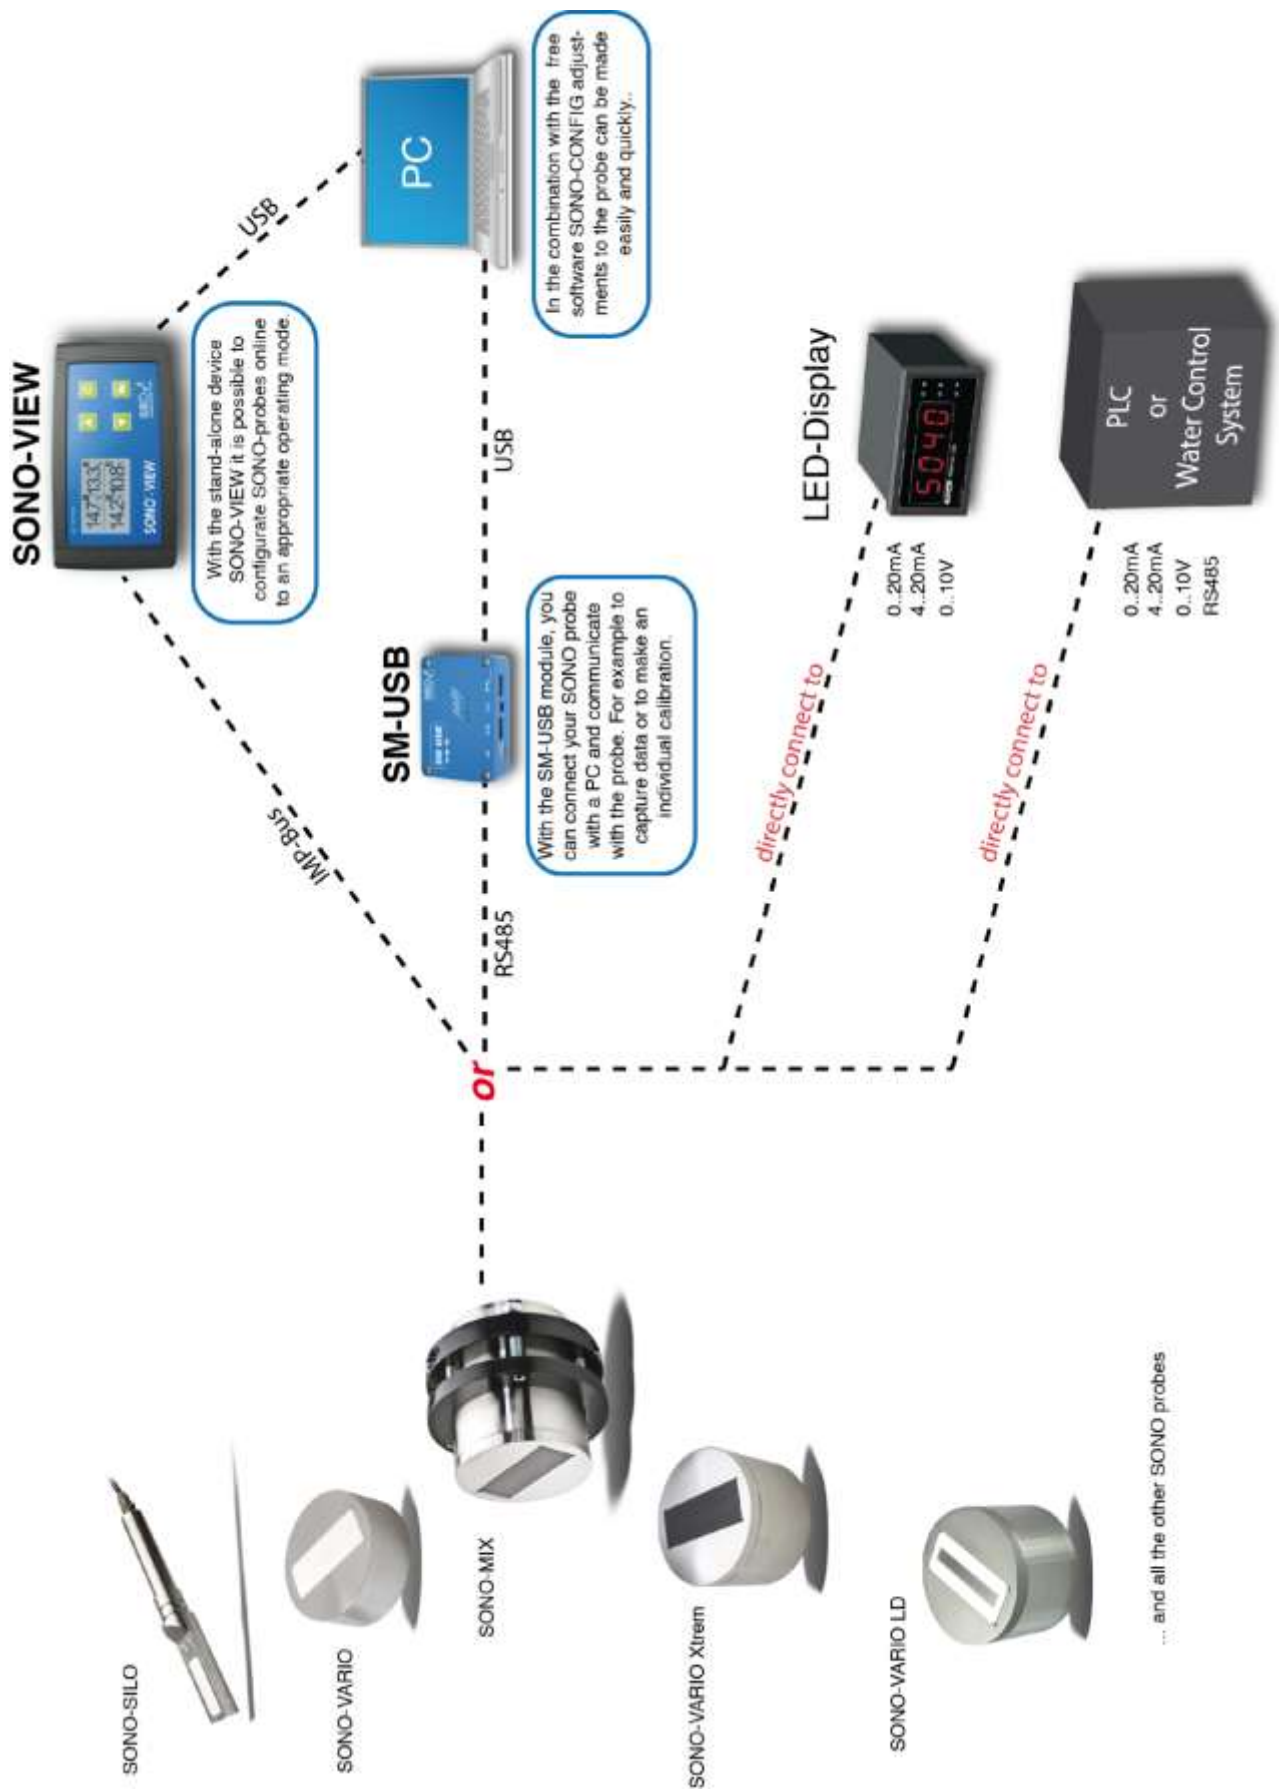 SONO-SILO
SONO-VARIO
SONO-MIX
SONO-VARIO Xtrem
SONO-VARIO LD
... and all the other SONO probes
or
IMP-Bus
SONO-VIEW
SONO-VIEW
With the stand-alone device
SONO-VIEW it is possible to
configurate SONO-probes online
to an appropriate operating mode.
USB
RS485
SM-USB
With the SM-USB module, you
can connect your SONO probe
with a PC and communicate
with the probe. For example to
capture data or to make an
individual calibration.
USB
PC
In the combination with the free
software SONO-CONFIG adjust-
ments to the probe can be made
easily and quickly..
directly connect to
LED-Display
5040
0..20mA
4..20mA
0..10V
directly connect to
PLC
or
Water Control
System
0..20mA
4..20mA
0..10V
RS485